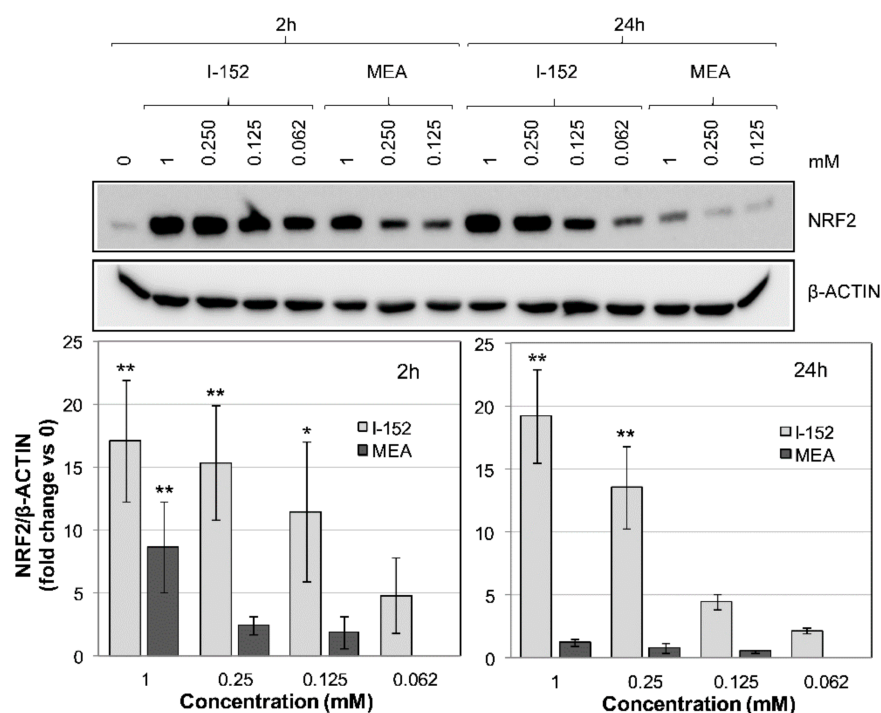 2h 24h
I-152 MEA I-152 MEA
0 1 0.250 0.125 0.062 1 0.250 0.125 1 0.250 0.125 0.062 1 0.250 0.125 mM
NRF2
β-ACTIN
NRF2/β-ACTIN
(fold change vs 0)
25
20
15
10
5
0
2h
** ** * **
I-152
MEA
1 0.25 0.125 0.062
Concentration (mM)
25
20
15
10
5
0
24h
** **
I-152
MEA
1 0.25 0.125 0.062
Concentration (mM)